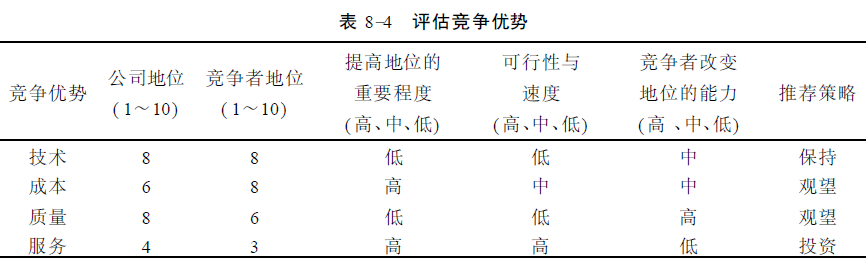 表 8-4 评估竞争优势
竞争优势 公司地位 (1～10) 竞争者地位 (1～10) 提高地位的重要程度 (高、中、低) 可行性与速度 (高、中、低) 竞争者改变地位的能力 (高 、中、低) 推荐策略
技术 8 8 低 低 中 保持
成本 6 8 高 中 中 观望
质量 8 6 低 低 高 观望
服务 4 3 高 高 低 投资